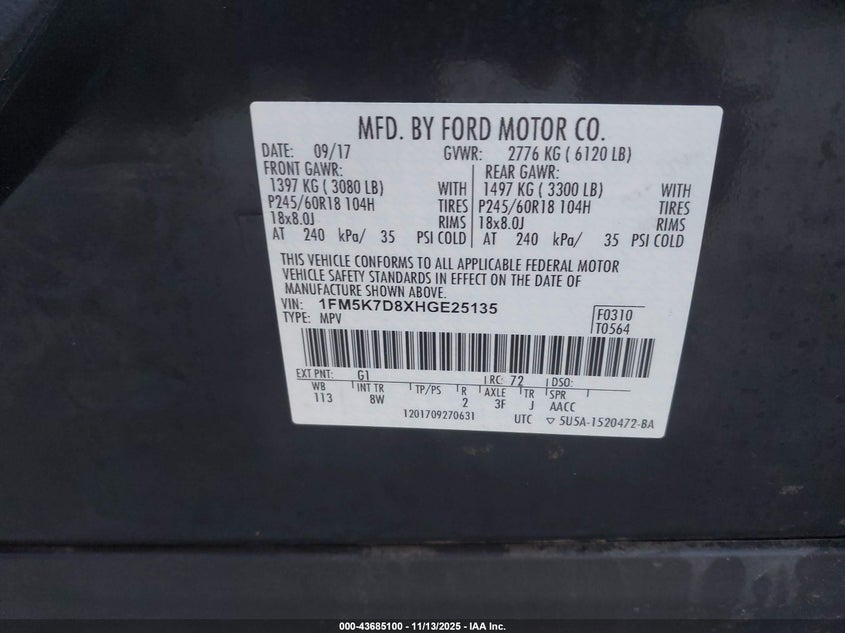 MFD. BY FORD MOTOR CO.
DATE: 09/17 GVWR: 2776 KG ( 6120 LB)
FRONT GAWR: REAR GAWR:
1397 KG ( 3080 LB) WITH 1497 KG ( 3300 LB) WITH
P245/60R18 104H TIRES P245/60R18 104H TIRES
18x8.0J RIMS 18x8.0J RIMS
AT 240 kPa/ 35 PSI COLD AT 240 kPa/ 35 PSI COLD
THIS VEHICLE CONFORMS TO ALL APPLICABLE FEDERAL MOTOR
VEHICLE SAFETY STANDARDS IN EFFECT ON THE DATE OF
MANUFACTURE SHOWN ABOVE.
VIN: 1FM5K7D8XHGE25135 F0310
TYPE: MPV T0564
EXT PNT: G1 RC: 72 DSO:
WB INT TR TP/PS R AXLE TR SPR
113 8W 2 3F J AACC
1201709270631 UTC ▽ 5U5A-1520472-BA
000-43685100 - 11/13/2025 - IAA Inc.